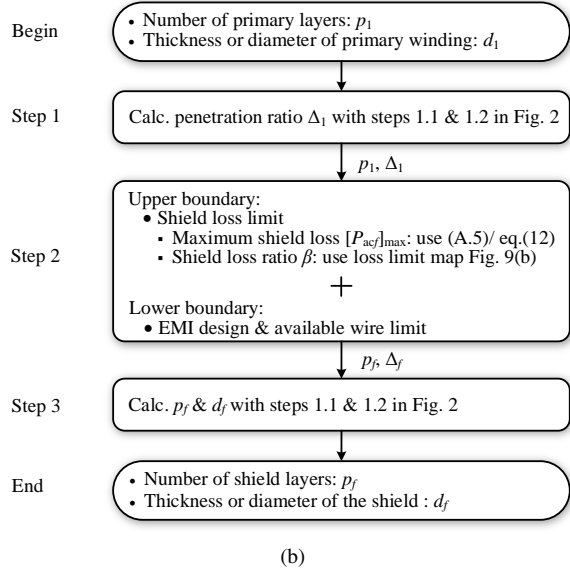 Begin
• Number of primary layers: p₁
• Thickness or diameter of primary winding: d₁
Step 1
Calc. penetration ratio Δ₁ with steps 1.1 & 1.2 in Fig. 2
p₁, Δ₁
Step 2
Upper boundary:
• Shield loss limit
▪ Maximum shield loss [P_acf]_max: use (A.5)/ eq.(12)
▪ Shield loss ratio β: use loss limit map Fig. 9(b)
+
Lower boundary:
• EMI design & available wire limit
p_f, Δ_f
Step 3
Calc. p_f & d_f with steps 1.1 & 1.2 in Fig. 2
End
• Number of shield layers: p_f
• Thickness or diameter of the shield : d_f
(b)